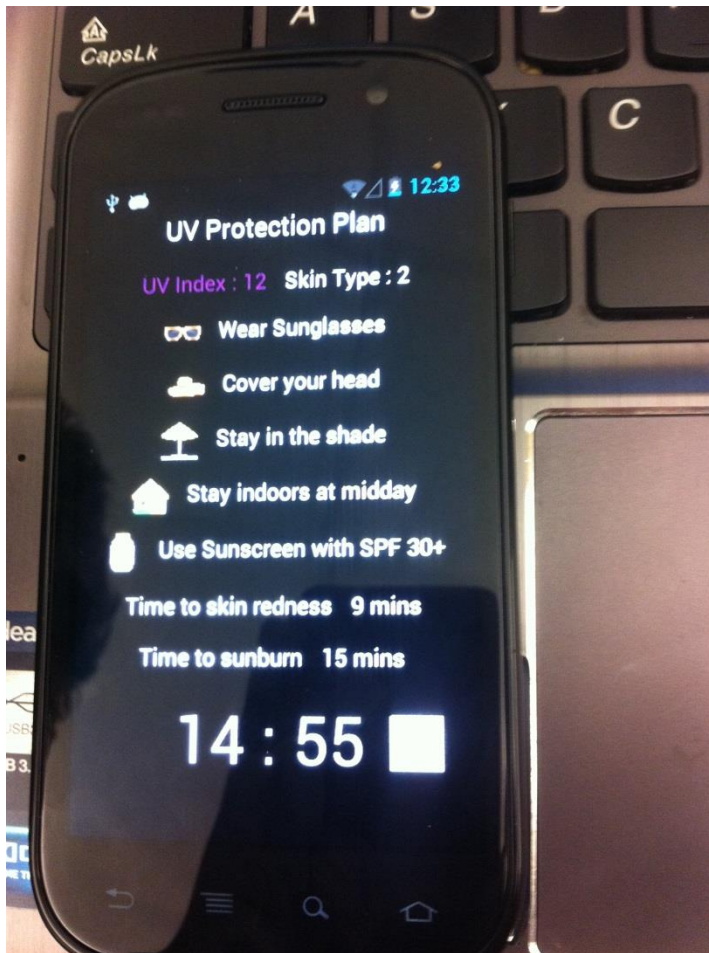 A S
CapsLk
C
12:33
UV Protection Plan
UV Index : 12 Skin Type : 2
Wear Sunglasses
Cover your head
Stay in the shade
Stay indoors at midday
Use Sunscreen with SPF 30+
Time to skin redness 9 mins
Time to sunburn 15 mins
14 : 55